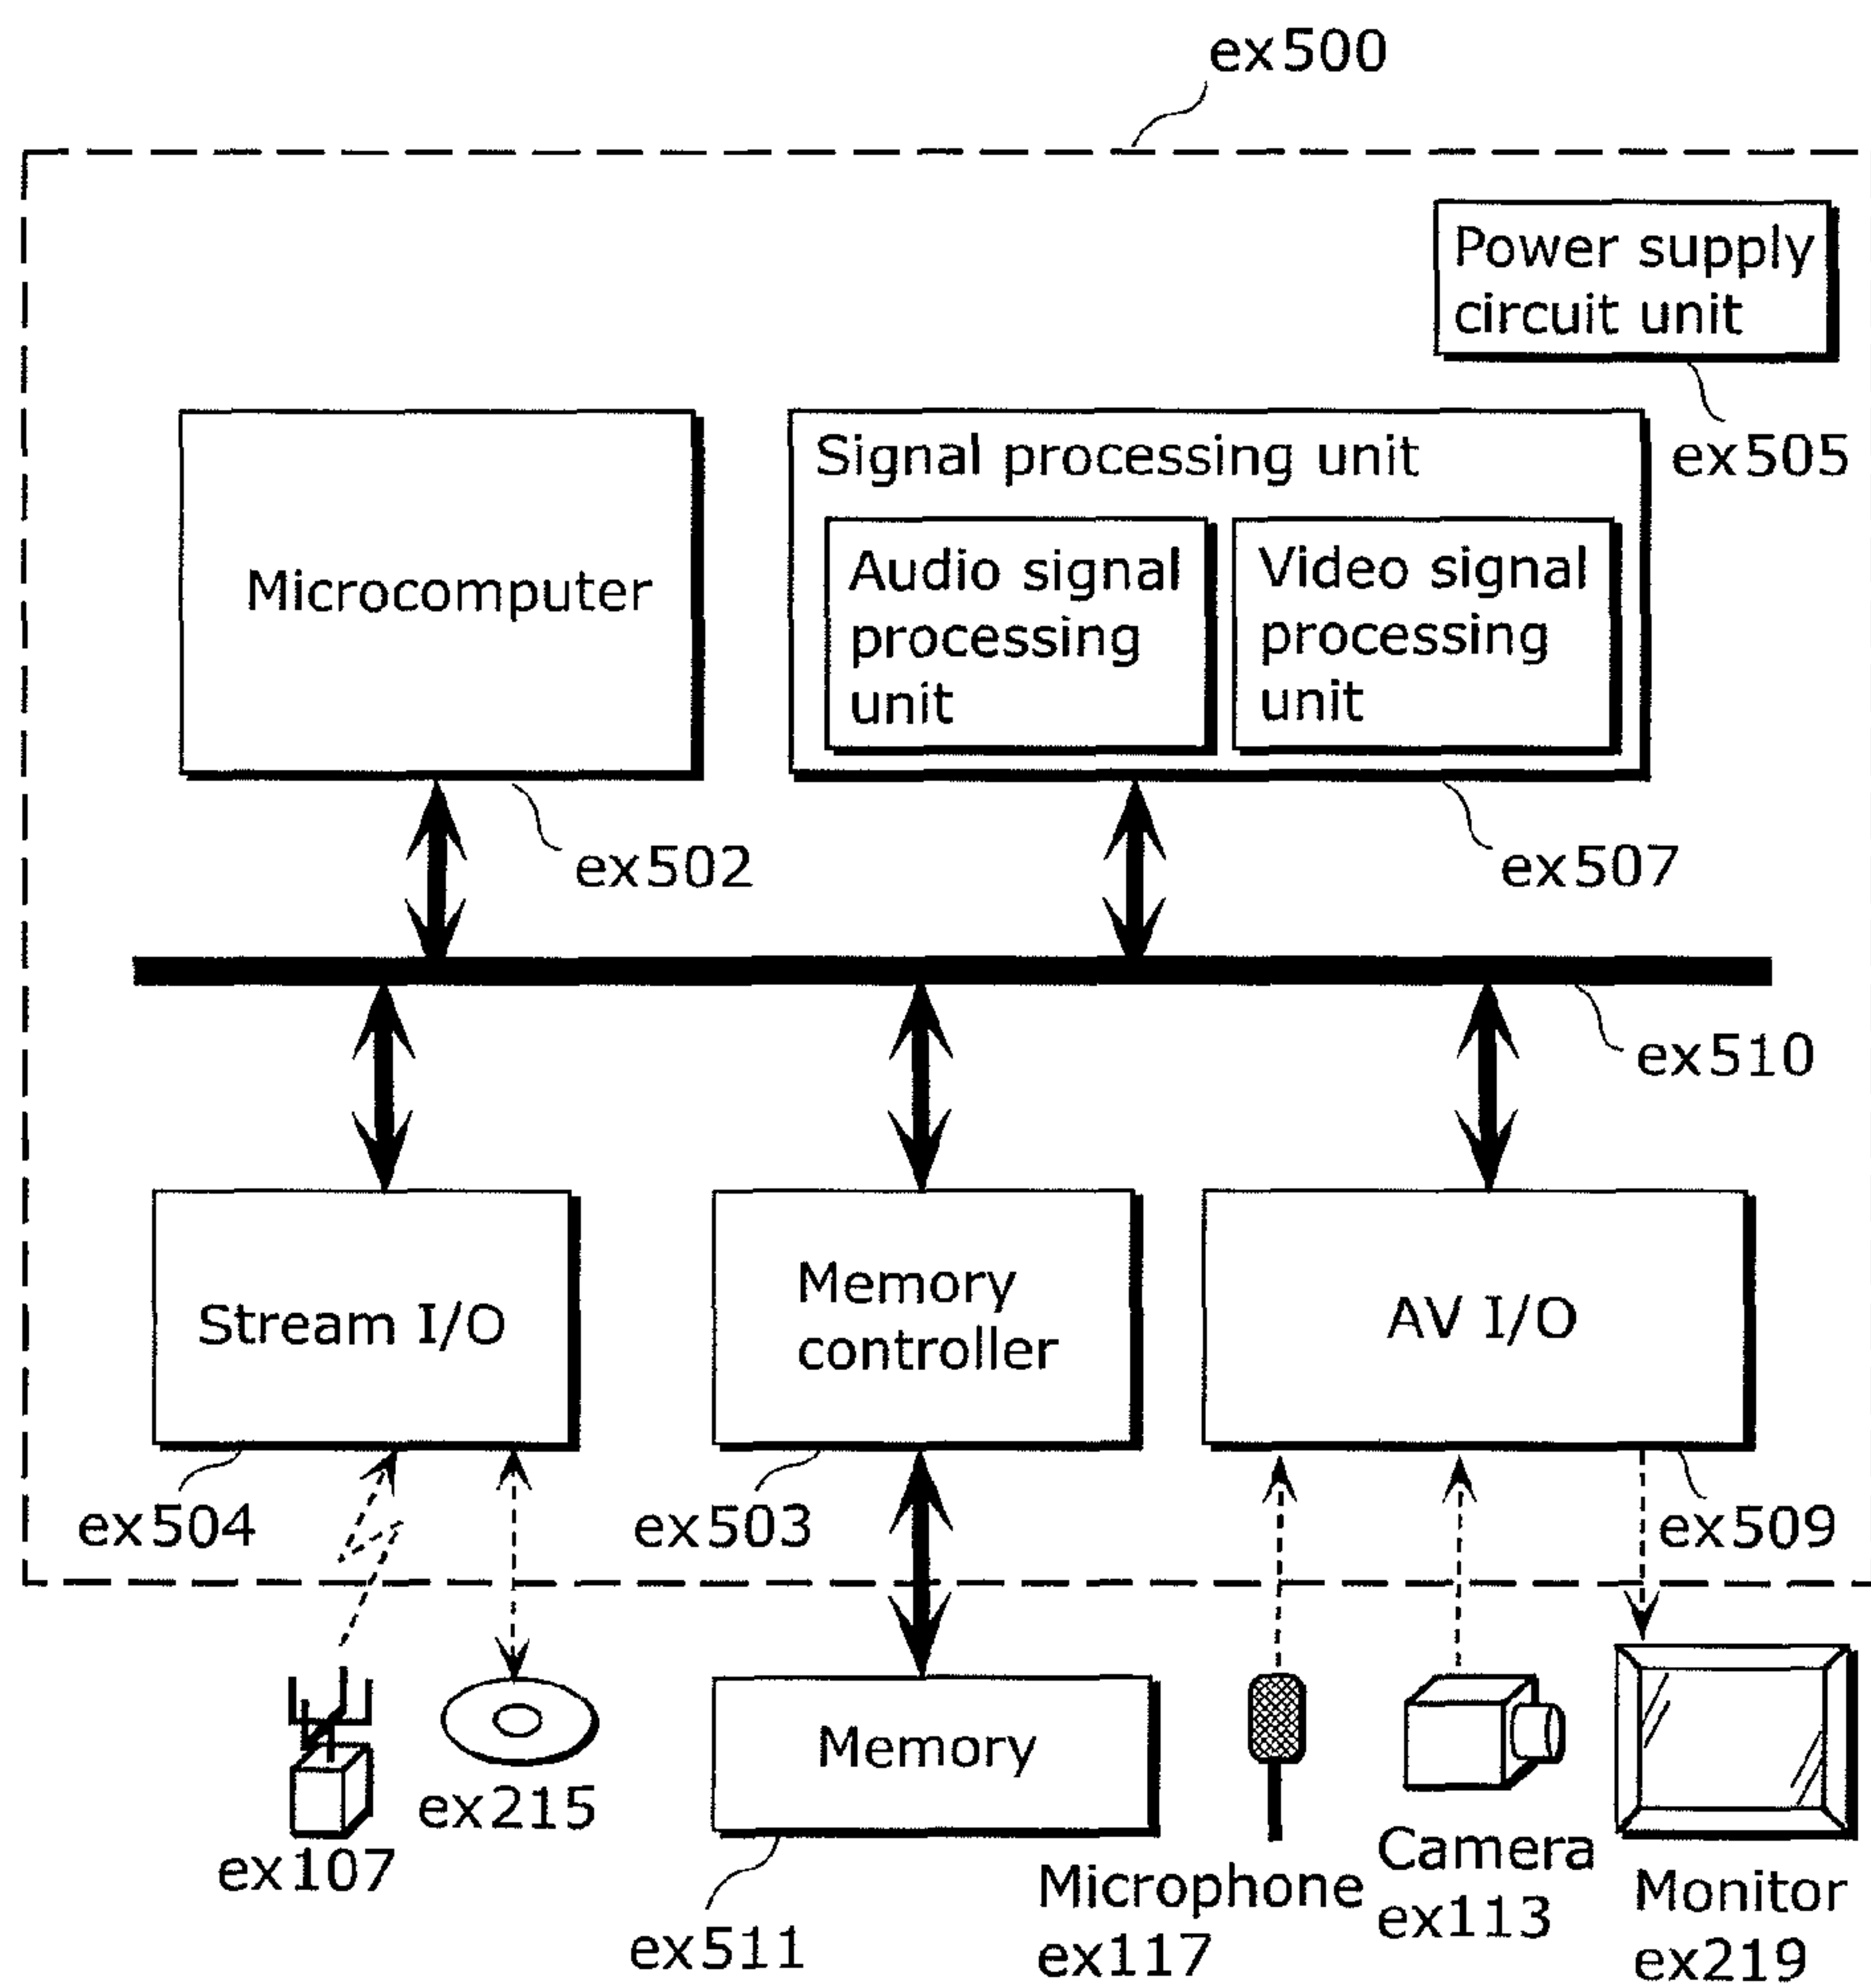 ex500
Power supply
circuit unit
ex505
Microcomputer
ex502
Signal processing unit
Audio signal
processing
unit
Video signal
processing
unit
ex507
ex510
Stream I/O
ex504
Memory
controller
ex503
AV I/O
ex509
ex107
ex215
Memory
ex511
Microphone
ex117
Camera
ex113
Monitor
ex219